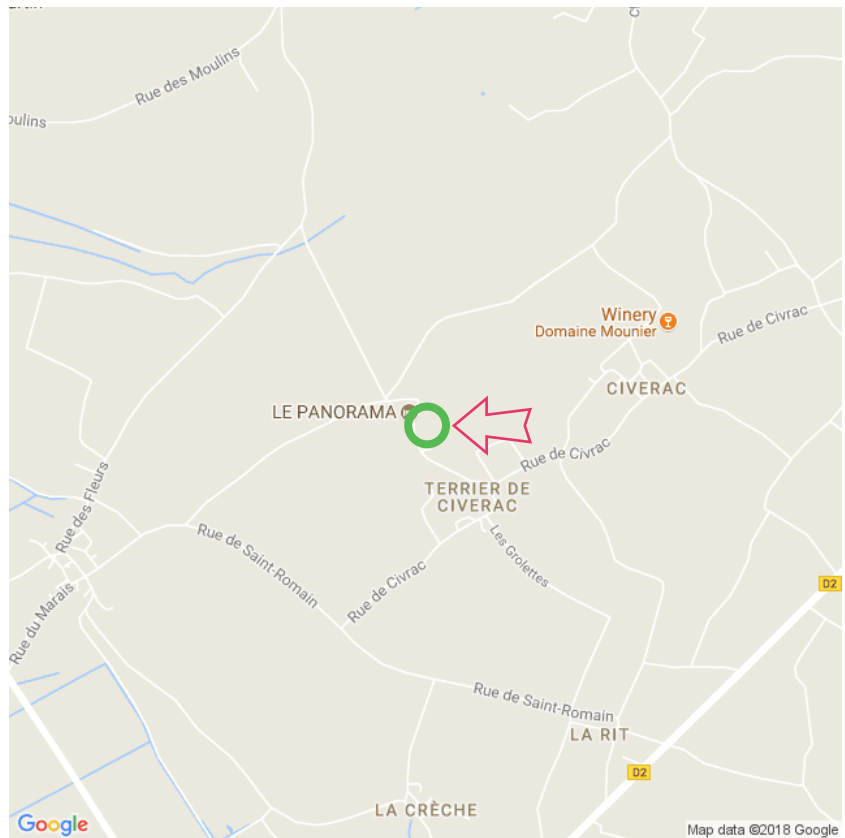 Rue des Moulins
oulins
Winery
Domaine Mounier
Rue de Civrac
CIVERAC
LE PANORAMA
Rue de Civrac
TERRIER DE
CIVERAC
Rue des Fleurs
Les Grolettes
Rue de Saint-Romain
Rue de Civrac
D2
Rue du Marais
Rue de Saint-Romain
LA RIT
D2
LA CRÈCHE
Google
Map data ©2018 Google